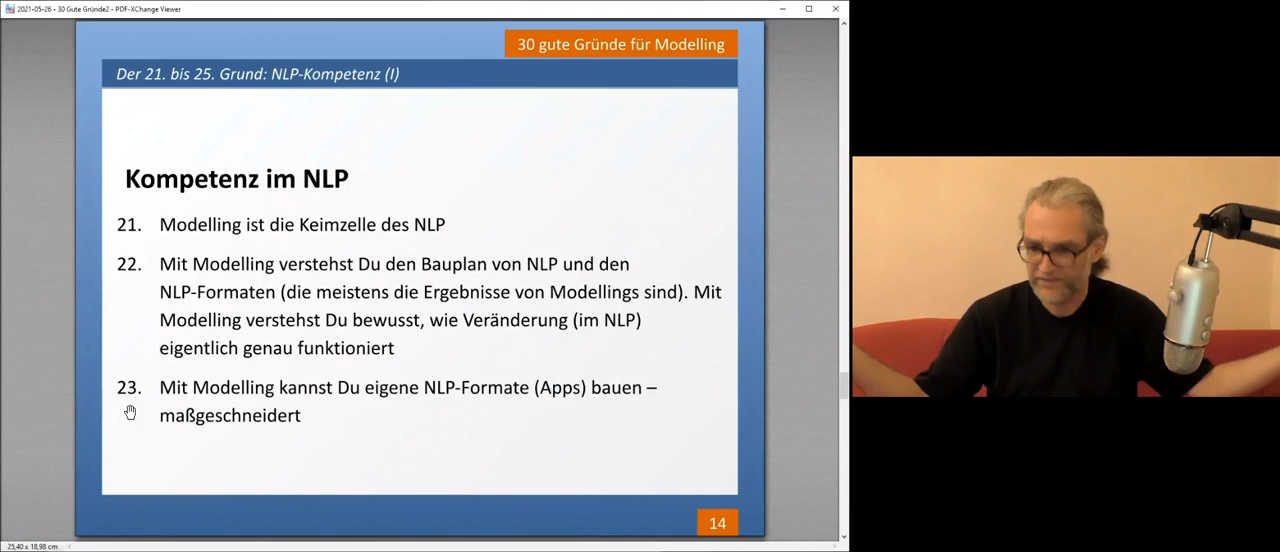 2021-05-26 - 30 Gute Gründe2 - PDF-XChange Viewer
30 gute Gründe für Modelling
Der 21. bis 25. Grund: NLP-Kompetenz (I)
Kompetenz im NLP
21. Modelling ist die Keimzelle des NLP
22. Mit Modelling verstehst Du den Bauplan von NLP und den
NLP-Formaten (die meistens die Ergebnisse von Modellings sind). Mit
Modelling verstehst Du bewusst, wie Veränderung (im NLP)
eigentlich genau funktioniert
23. Mit Modelling kannst Du eigene NLP-Formate (Apps) bauen –
maßgeschneidert
14
25,40 x 18,98 cm